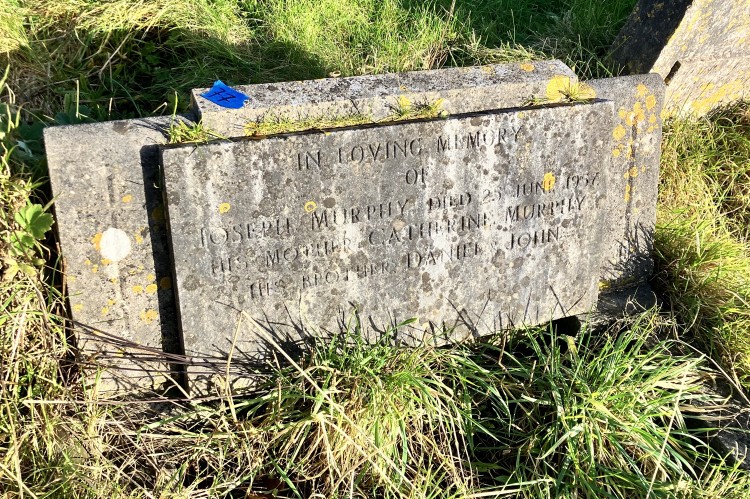 IN LOVING MEMORY
OF
JOSEPH MURPHY DIED 25 JUNE 1957
HIS MOTHER CATHERINE MURPHY
HIS BROTHER DANIEL & JOHN